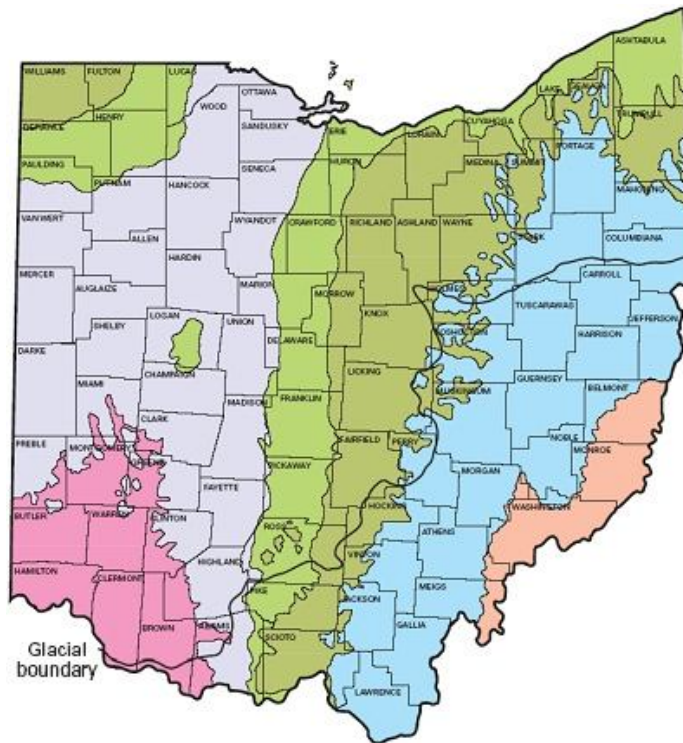 ASHTABULA
WILLIAMS
FULTON
LUCAS
LAKE
GEAUGA
OTTAWA
WOOD
CUYAHOGA
TRUMBULL
HENRY
SANDUSKY
ERIE
LORAIN
DEFIANCE
PORTAGE
SUMMIT
MEDINA
HURON
PAULDING
SENECA
PUTNAM
HANCOCK
MAHONING
VAN WERT
WYANDOT
CRAWFORD
RICHLAND
ASHLAND
WAYNE
STARK
COLUMBIANA
ALLEN
HARDIN
MERCER
CARROLL
AUGLAIZE
MARION
HOLMES
MORROW
TUSCARAWAS
JEFFERSON
LOGAN
KNOX
SHELBY
UNION
COSHOCTON
HARRISON
DELAWARE
DARKE
LICKING
CHAMPAIGN
GUERNSEY
MIAMI
BELMONT
MUSKINGUM
FRANKLIN
MADISON
CLARK
FAIRFIELD
PERRY
NOBLE
PREBLE
MONTGOMERY
MONROE
GREENE
PICKAWAY
MORGAN
FAYETTE
HOCKING
WASHINGTON
BUTLER
WARREN
CLINTON
ROSS
ATHENS
VINTON
HIGHLAND
HAMILTON
CLERMONT
PIKE
MEIGS
JACKSON
BROWN
ADAMS
GALLIA
SCIOTO
Glacial
boundary
LAWRENCE